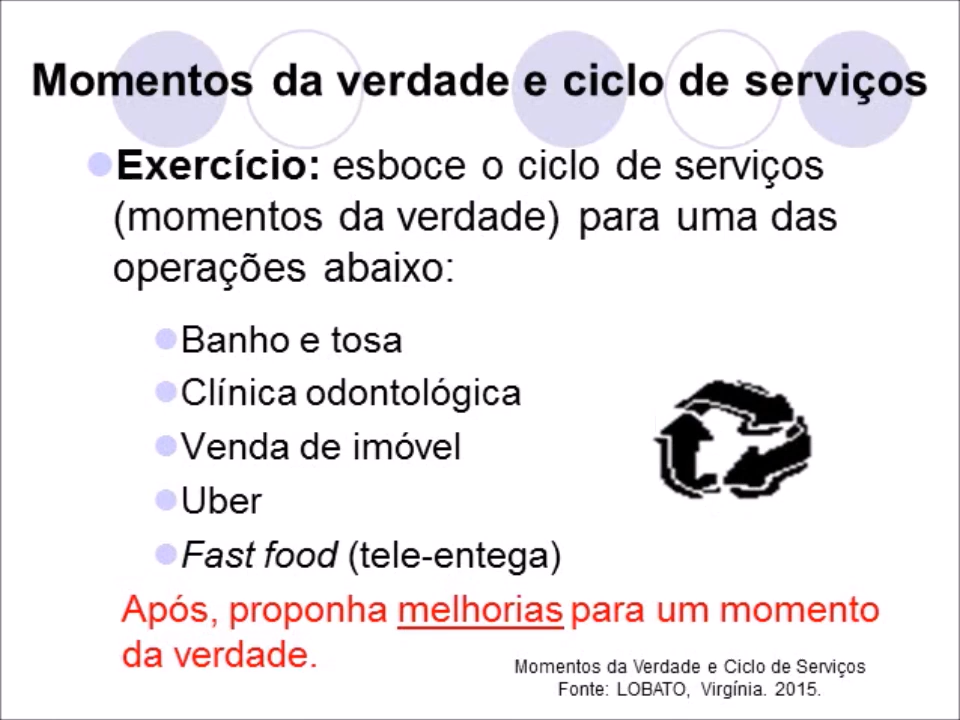 Momentos da verdade e ciclo de serviços
Exercício: esboce o ciclo de serviços
(momentos da verdade) para uma das
operações abaixo:
Banho e tosa
Clínica odontológica
Venda de imóvel
Uber
Fast food (tele-entega)
Após, proponha melhorias para um momento
da verdade.
Momentos da Verdade e Ciclo de Serviços
Fonte: LOBATO, Virgínia. 2015.